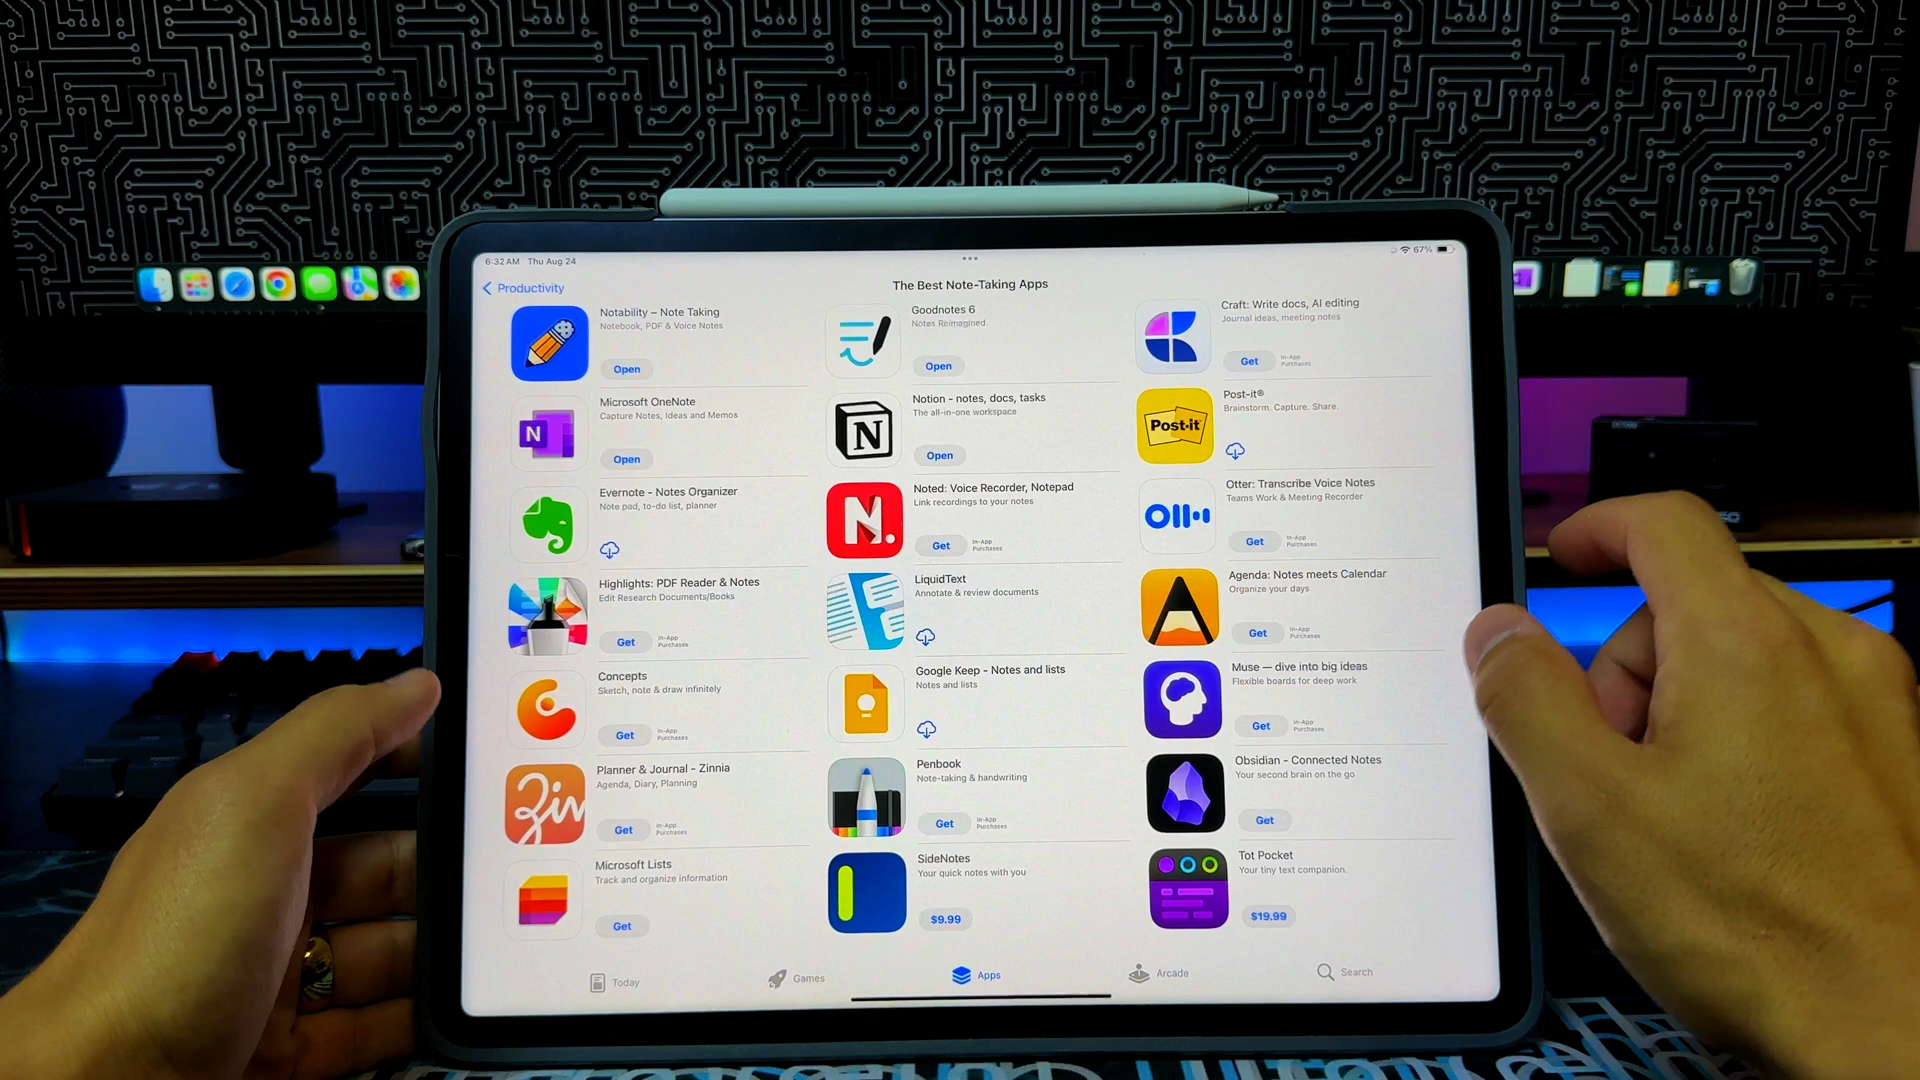 6:32 AM Thu Aug 24
67%
Productivity
The Best Note-Taking Apps
Notability – Note Taking
Notebook, PDF & Voice Notes
Open
Goodnotes 6
Notes Reimagined.
Open
Craft: Write docs, AI editing
Journal ideas, meeting notes
Get
In-App
Purchases
Microsoft OneNote
Capture Notes, Ideas and Memos
Open
N
Notion - notes, docs, tasks
The all-in-one workspace
Open
N
Post-it®
Brainstorm. Capture. Share.
Post-it
Evernote - Notes Organizer
Note pad, to-do list, planner
Noted: Voice Recorder, Notepad
Link recordings to your notes
Get
In-App
Purchases
N.
Otter: Transcribe Voice Notes
Teams Work & Meeting Recorder
Get
In-App
Purchases
Highlights: PDF Reader & Notes
Edit Research Documents/Books
Get
In-App
Purchases
LiquidText
Annotate & review documents
Agenda: Notes meets Calendar
Organize your days
Get
In-App
Purchases
Concepts
Sketch, note & draw infinitely
Get
In-App
Purchases
Google Keep - Notes and lists
Notes and lists
Muse — dive into big ideas
Flexible boards for deep work
Get
In-App
Purchases
Planner & Journal - Zinnia
Agenda, Diary, Planning
Get
In-App
Purchases
Zin
Penbook
Note-taking & handwriting
Get
In-App
Purchases
Obsidian - Connected Notes
Your second brain on the go
Get
Microsoft Lists
Track and organize information
Get
SideNotes
Your quick notes with you
$9.99
Tot Pocket
Your tiny text companion.
$19.99
Today
Games
Apps
Arcade
Search